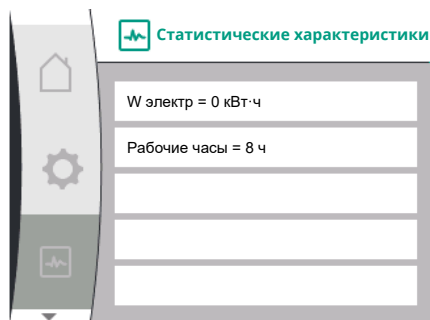 Статистические характеристики
W электр = 0 кВт·ч
Рабочие часы = 8 ч